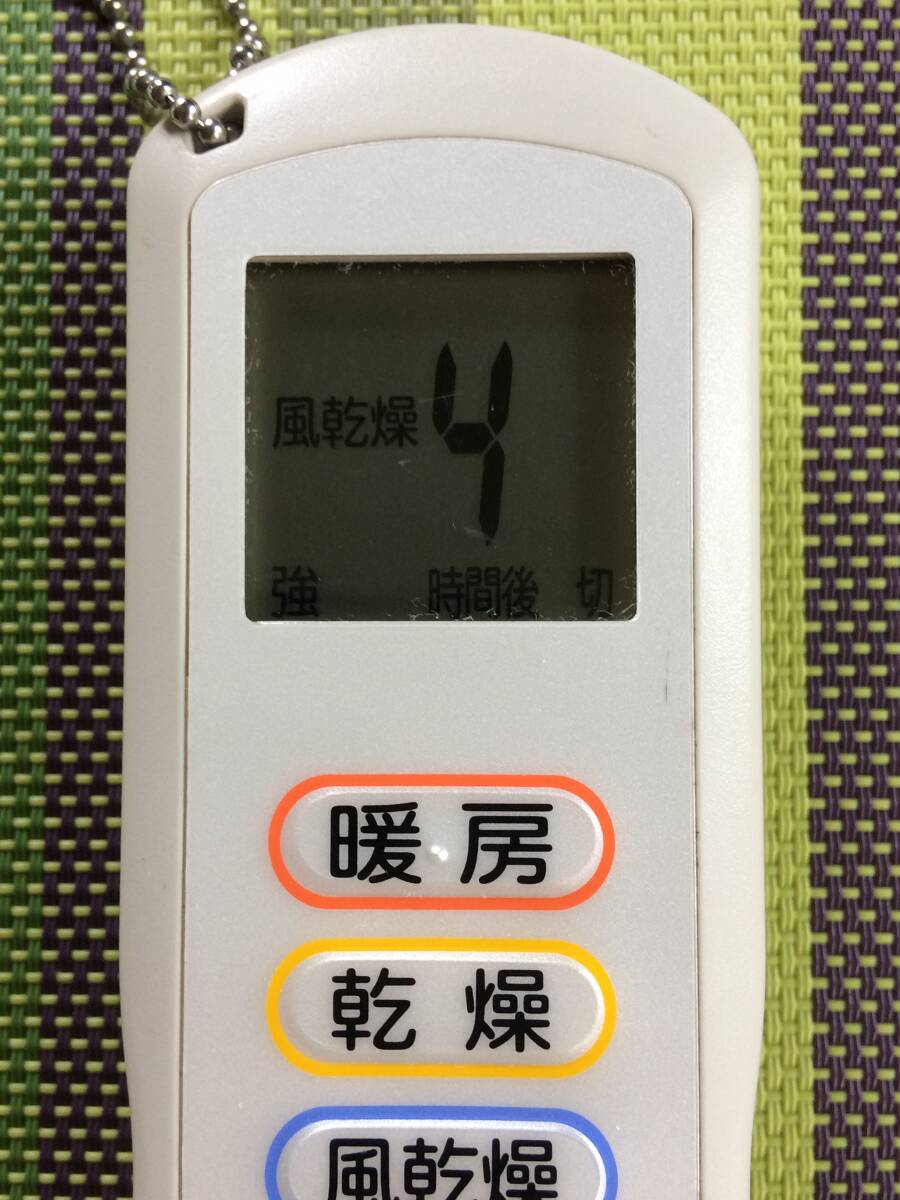 風乾燥 4
強 時間後 切
暖房
乾燥
風乾燥